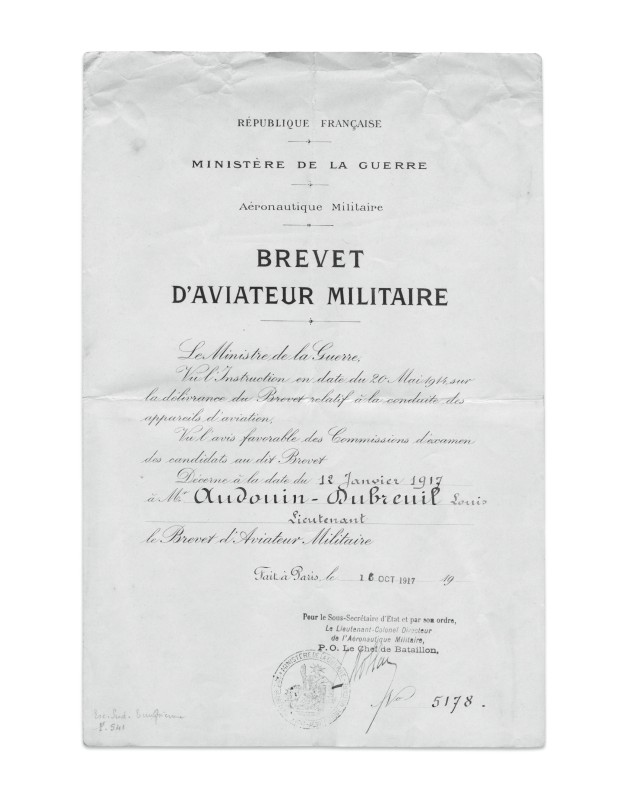 RÉPUBLIQUE FRANÇAISE
MINISTÈRE DE LA GUERRE
Aéronautique Militaire
BREVET
D'AVIATEUR MILITAIRE
Le Ministre de la Guerre,
Vu l'Instruction en date du 20 Mai 1914 sur
la délivrance du Brevet relatif à la conduite des
appareils d'aviation,
Vu l'avis favorable des Commissions d'examen
des candidats au dit Brevet
Décerne à la date du 12 Janvier 1917
à Mr Audouin-Dubreuil Louis
Lieutenant
le Brevet d'Aviateur Militaire
Fait à Paris, le OCT 1917 19
Pour le Sous-Secrétaire d'Etat et par son ordre,
Le Lieutenant-Colonel Directeur
de l'Aéronautique Militaire,
P.O. Le Chef de Bataillon,
No 5178.